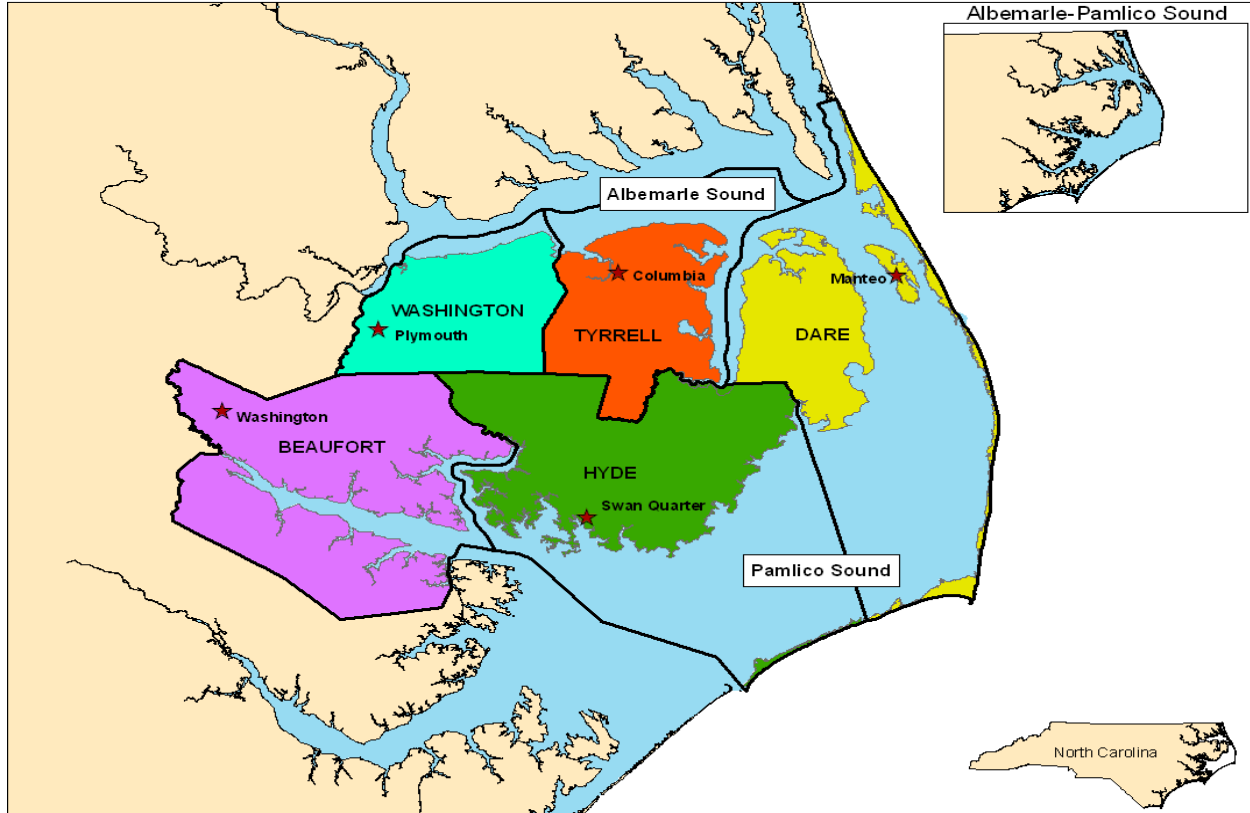 Albemarle-Pamlico Sound
Albemarle Sound
Columbia
Manteo
WASHINGTON
Plymouth
TYRRELL
DARE
Washington
BEAUFORT
HYDE
Swan Quarter
Pamlico Sound
North Carolina